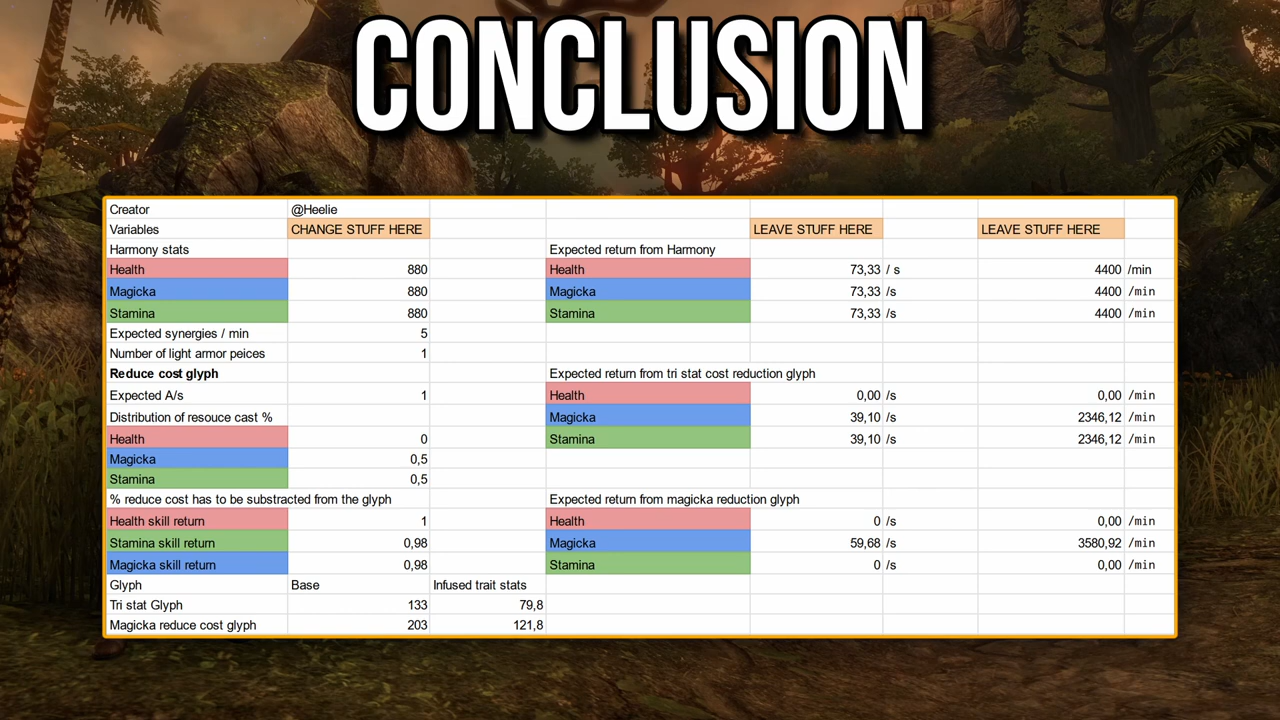 CONCLUSION
Creator @Heelie
Variables CHANGE STUFF HERE LEAVE STUFF HERE LEAVE STUFF HERE
Harmony stats Expected return from Harmony
Health 880 Health 73,33 / s 4400 /min
Magicka 880 Magicka 73,33 /s 4400 /min
Stamina 880 Stamina 73,33 /s 4400 /min
Expected synergies / min 5
Number of light armor peices 1
Reduce cost glyph Expected return from tri stat cost reduction glyph
Expected A/s 1 Health 0,00 /s 0,00 /min
Distribution of resouce cast % Magicka 39,10 /s 2346,12 /min
Health 0 Stamina 39,10 /s 2346,12 /min
Magicka 0,5
Stamina 0,5
% reduce cost has to be substracted from the glyph Expected return from magicka reduction glyph
Health skill return 1 Health 0 /s 0,00 /min
Stamina skill return 0,98 Magicka 59,68 /s 3580,92 /min
Magicka skill return 0,98 Stamina 0 /s 0,00 /min
Glyph Base Infused trait stats
Tri stat Glyph 133 79,8
Magicka reduce cost glyph 203 121,8